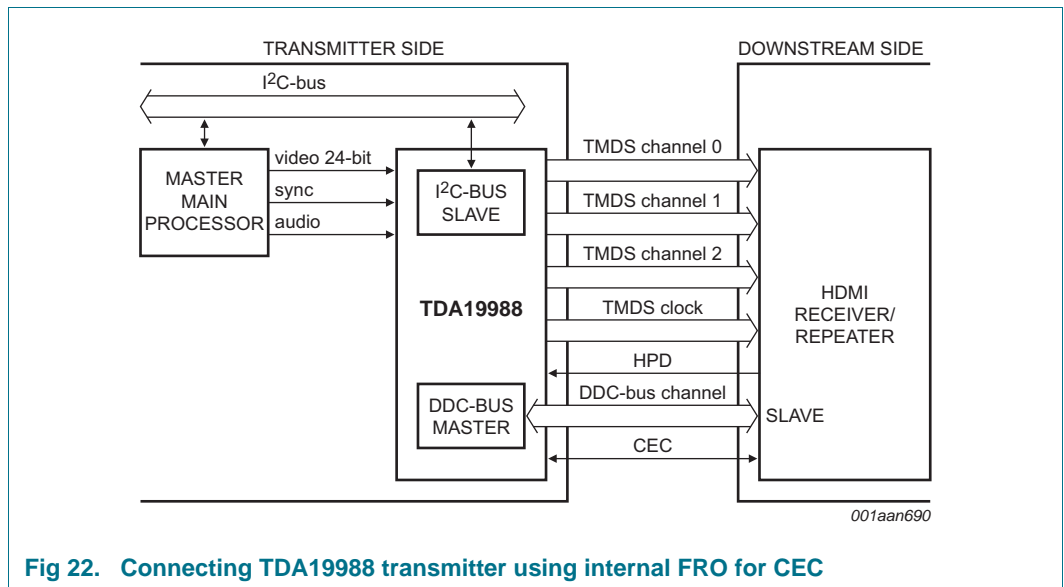 TRANSMITTER SIDE
DOWNSTREAM SIDE
I2C-bus
MASTER
MAIN
PROCESSOR
video 24-bit
sync
audio
I2C-BUS
SLAVE
TDA19988
DDC-BUS
MASTER
TMDS channel 0
TMDS channel 1
TMDS channel 2
TMDS clock
HPD
DDC-bus channel
CEC
HDMI
RECEIVER/
REPEATER
SLAVE
001aan690
Fig 22. Connecting TDA19988 transmitter using internal FRO for CEC